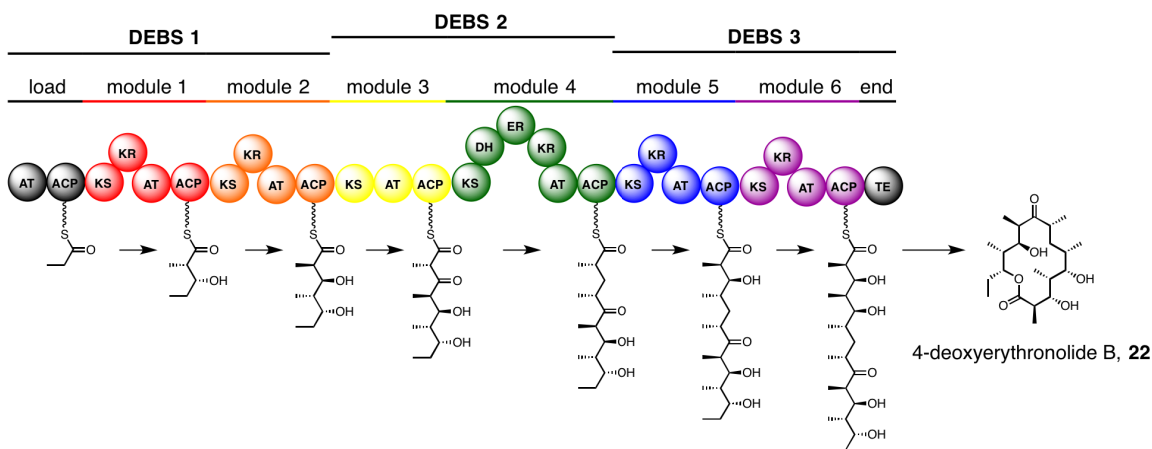 DEBS 1
DEBS 2
DEBS 3
load module 1 module 2 module 3 module 4 module 5 module 6 end
AT ACP KS KR AT ACP KS KR AT ACP KS AT ACP KS DH ER KR AT ACP KS KR AT ACP KS KR AT ACP TE
S S S S S S S
O O O O O O O
OH O OH O OH OH
OH OH OH O OH OH
OH OH OH O OH
OH O
OH OH
OH
O
OH
O OH
O OH
4-deoxyerythronolide B, 22